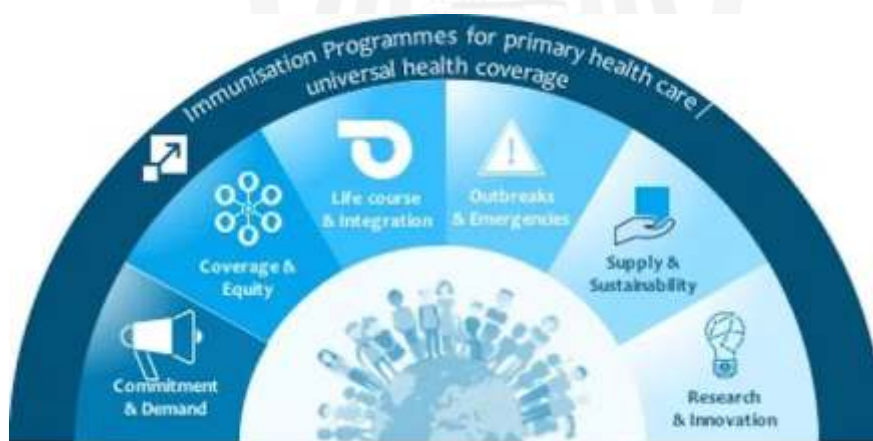 Immunisation Programmes for primary health care /
universal health coverage
Commitment
& Demand
Coverage &
Equity
Life course
& Integration
Outbreaks
& Emergencies
Supply &
Sustainability
Research
& Innovation